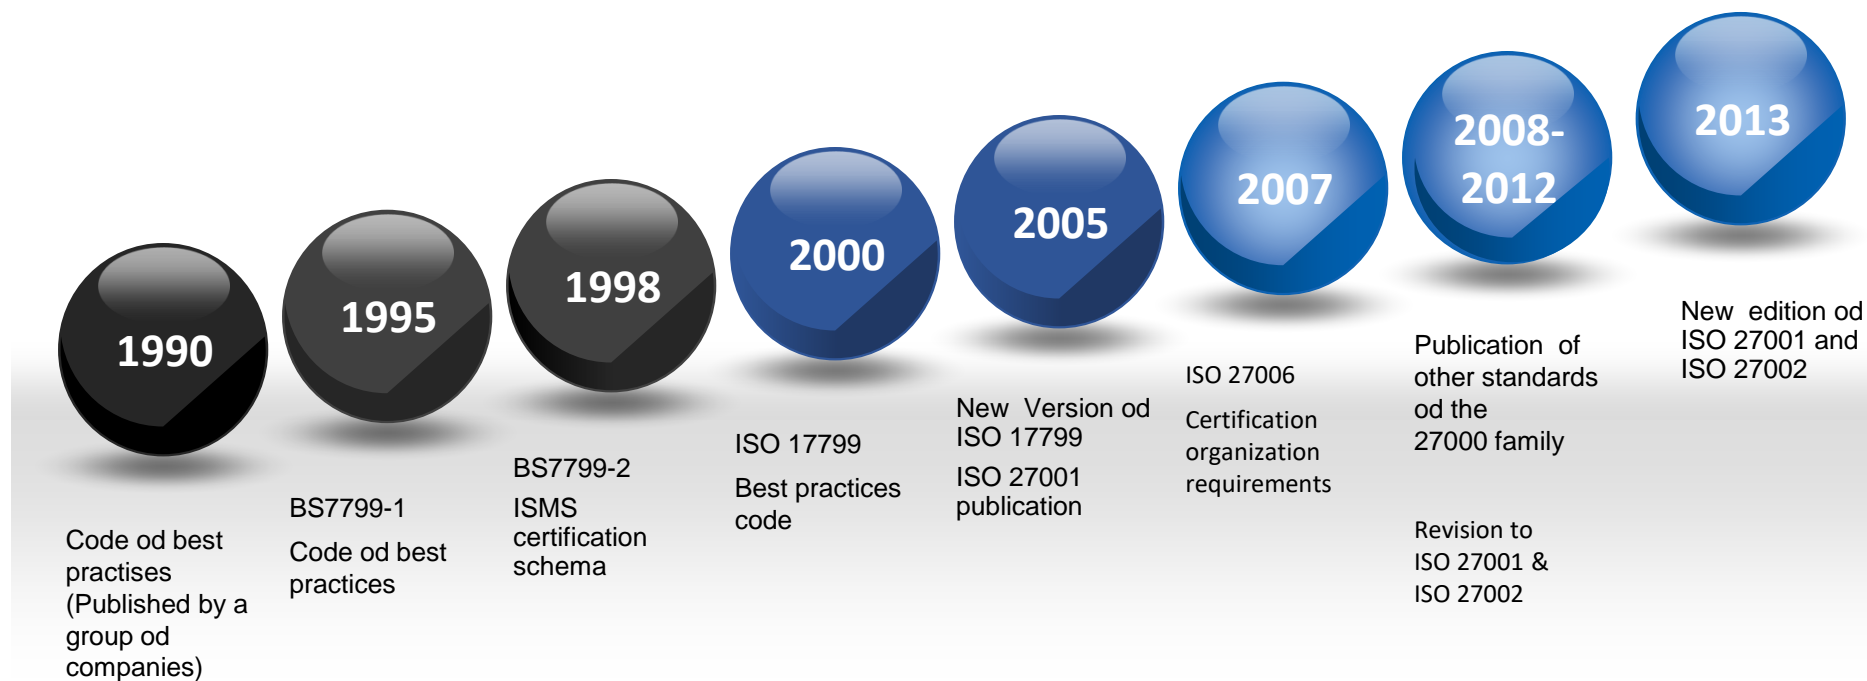 1990
Code od best
practises
(Published by a
group od
companies)
1995
BS7799-1
Code od best
practices
1998
BS7799-2
ISMS
certification
schema
2000
ISO 17799
Best practices
code
2005
New Version od
ISO 17799
ISO 27001
publication
2007
ISO 27006
Certification
organization
requirements
2008-
2012
Publication of
other standards
od the
27000 family
Revision to
ISO 27001 &
ISO 27002
2013
New edition od
ISO 27001 and
ISO 27002